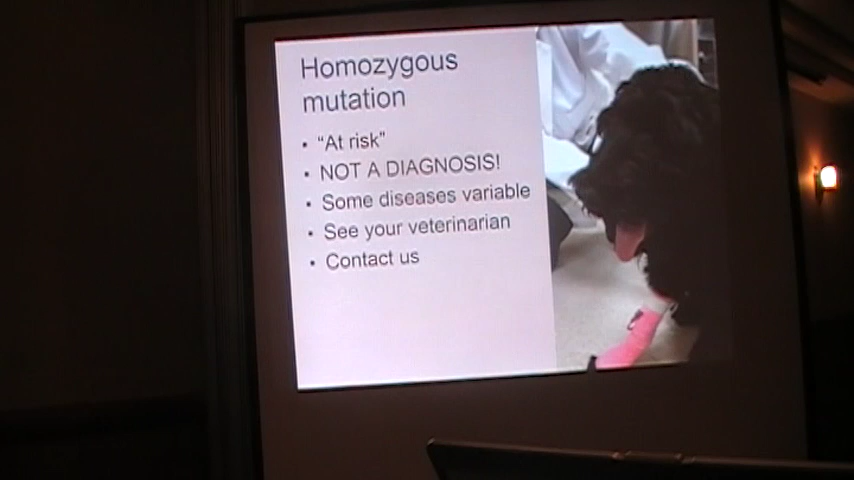 Homozygous
mutation
• "At risk"
• NOT A DIAGNOSIS!
• Some diseases variable
• See your veterinarian
• Contact us